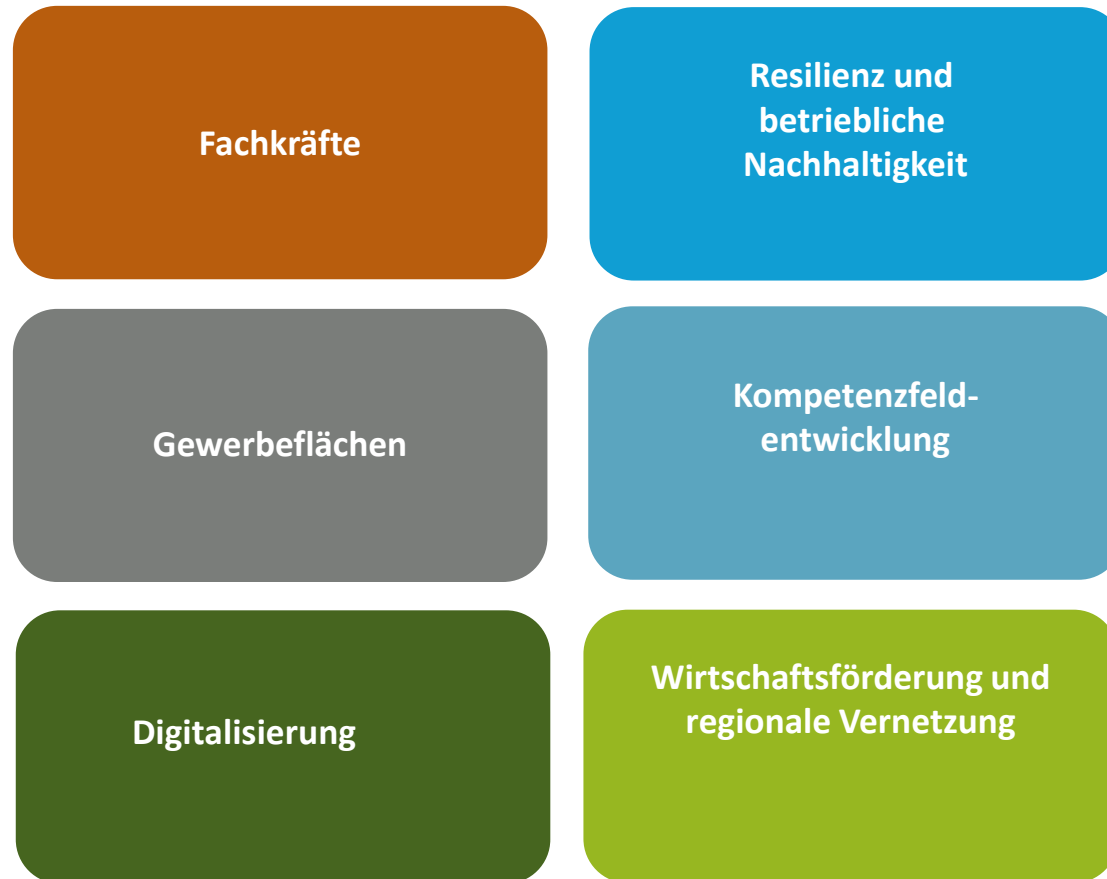 Fachkräfte
Resilienz und
betriebliche
Nachhaltigkeit
Gewerbeflächen
Kompetenzfeld-
entwicklung
Digitalisierung
Wirtschaftsförderung und
regionale Vernetzung